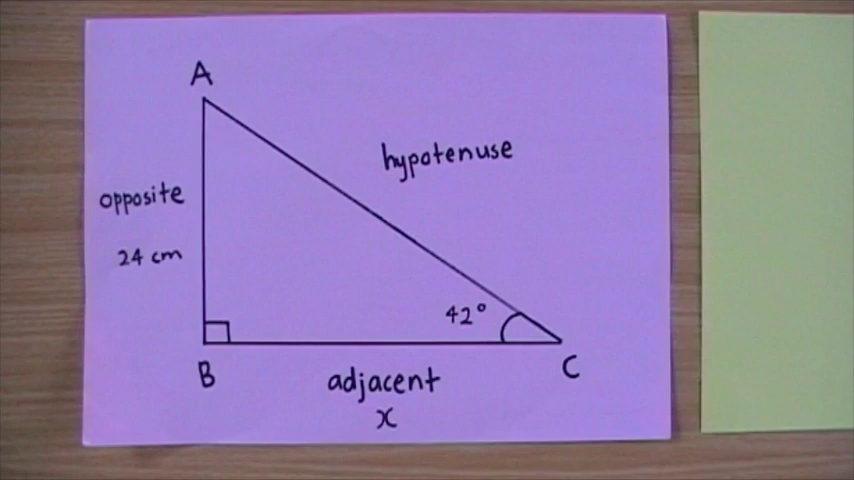 A
hypotenuse
opposite
24 cm
42°
B
adjacent
C
x